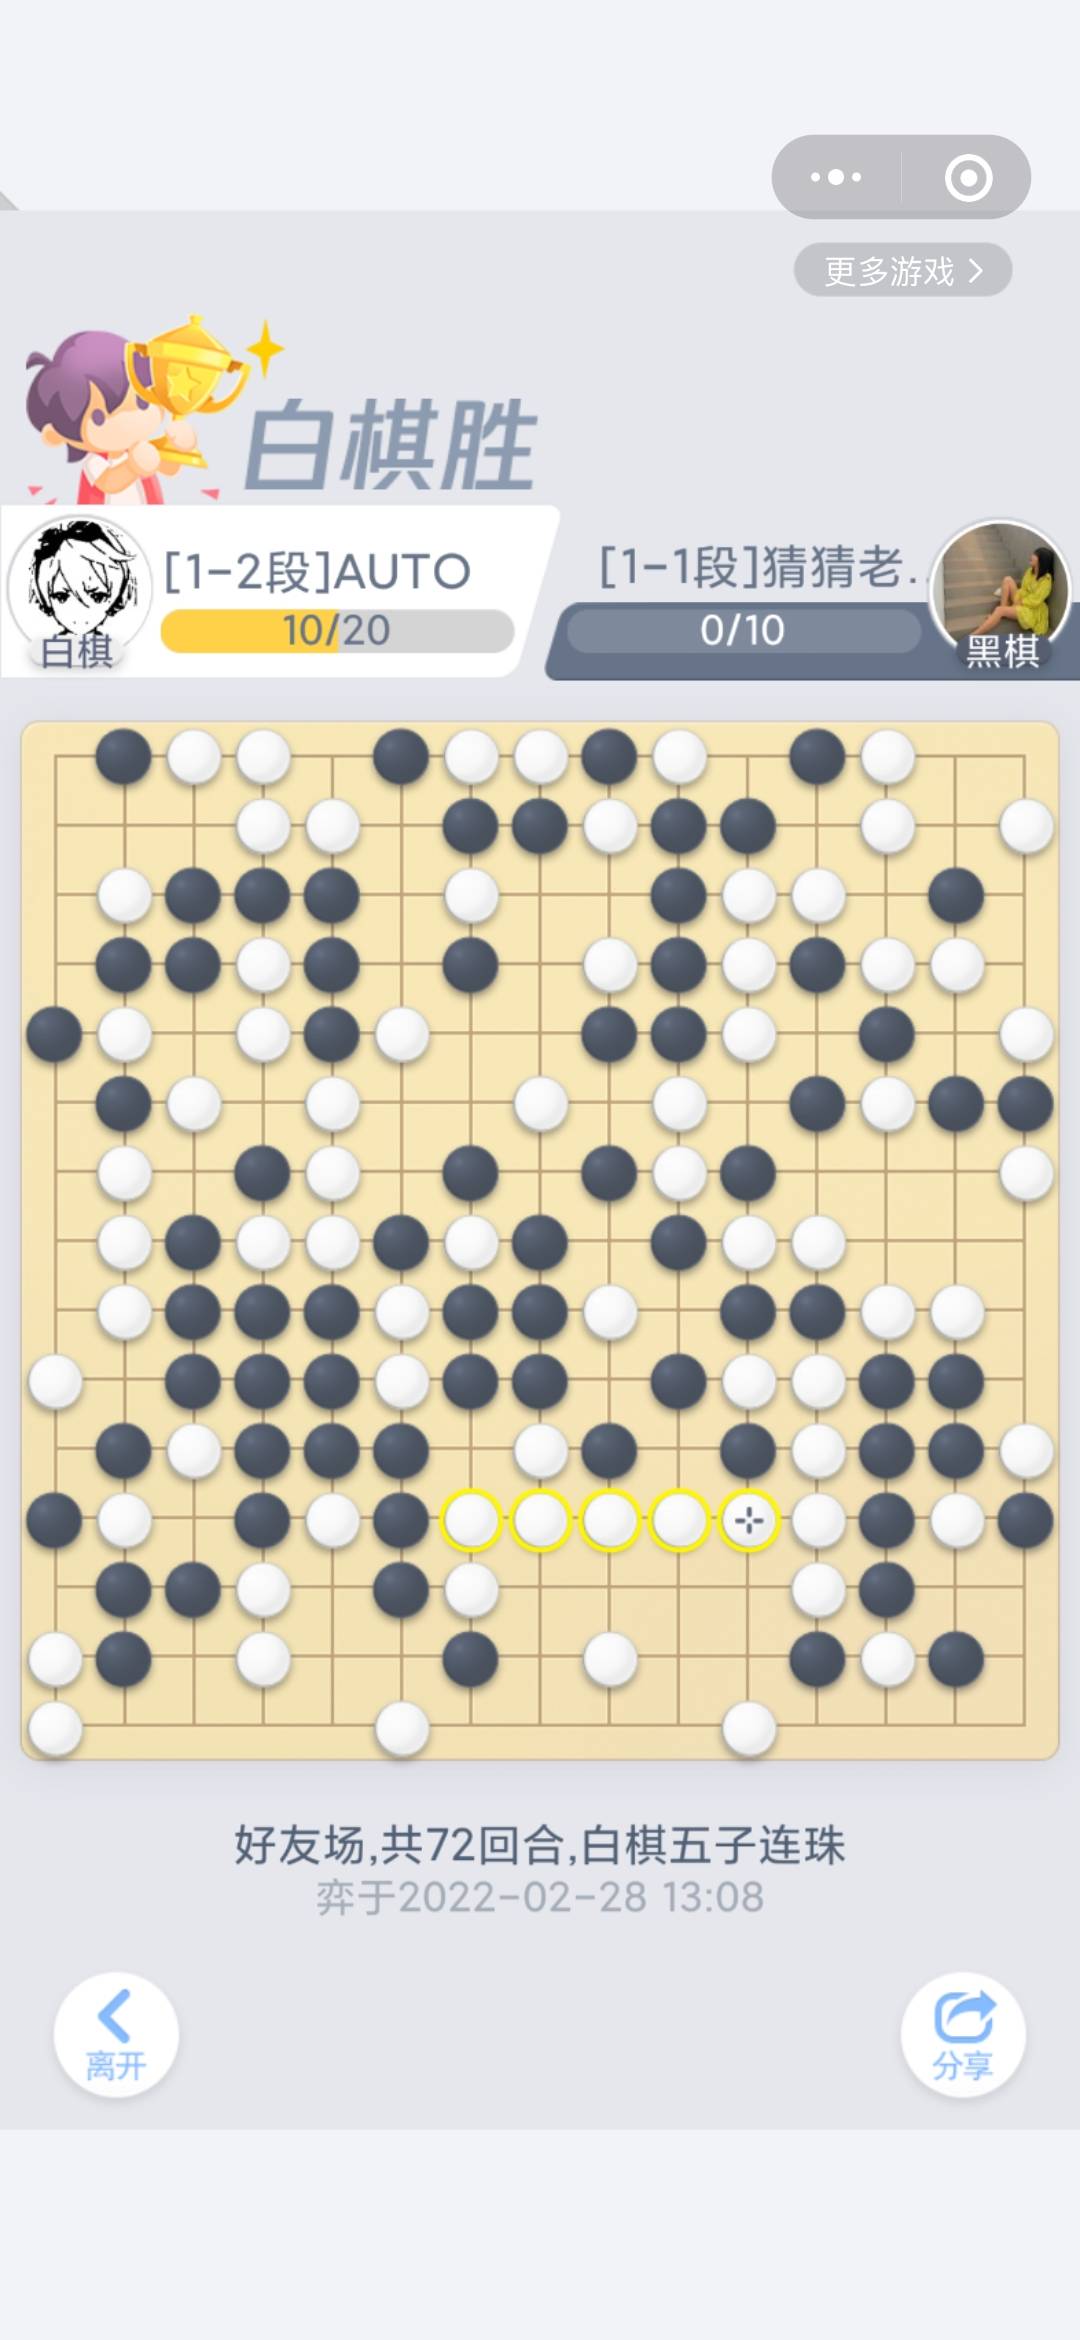 更多游戏
白棋胜
[1-2段]AUTO
10/20
白棋
[1-1段]猜猜老..
0/10
黑棋
好友场,共72回合,白棋五子连珠
弈于2022-02-28 13:08
离开
分享